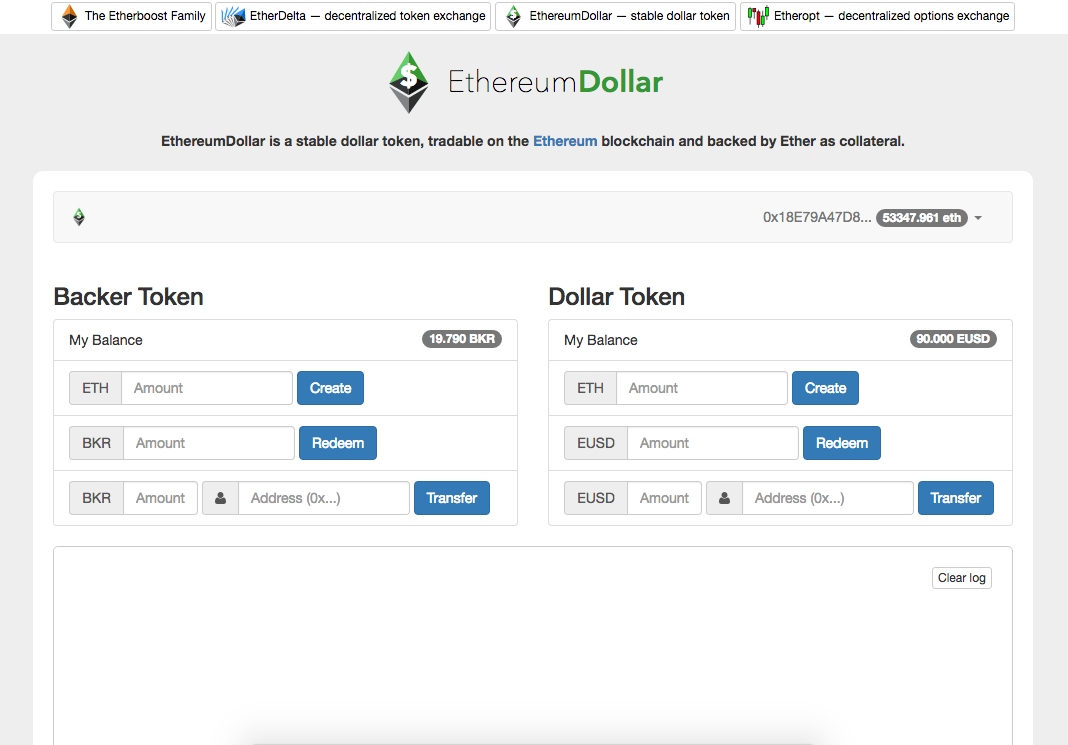 The Etherboost Family EtherDelta — decentralized token exchange EthereumDollar — stable dollar token Etheropt — decentralized options exchange
$ EthereumDollar
EthereumDollar is a stable dollar token, tradable on the Ethereum blockchain and backed by Ether as collateral.
0x18E79A47D8... 53347.961 eth
Backer Token
My Balance 19.790 BKR
ETH Amount Create
BKR Amount Redeem
BKR Amount Address (0x...) Transfer
Dollar Token
My Balance 90.000 EUSD
ETH Amount Create
EUSD Amount Redeem
EUSD Amount Address (0x...) Transfer
Clear log